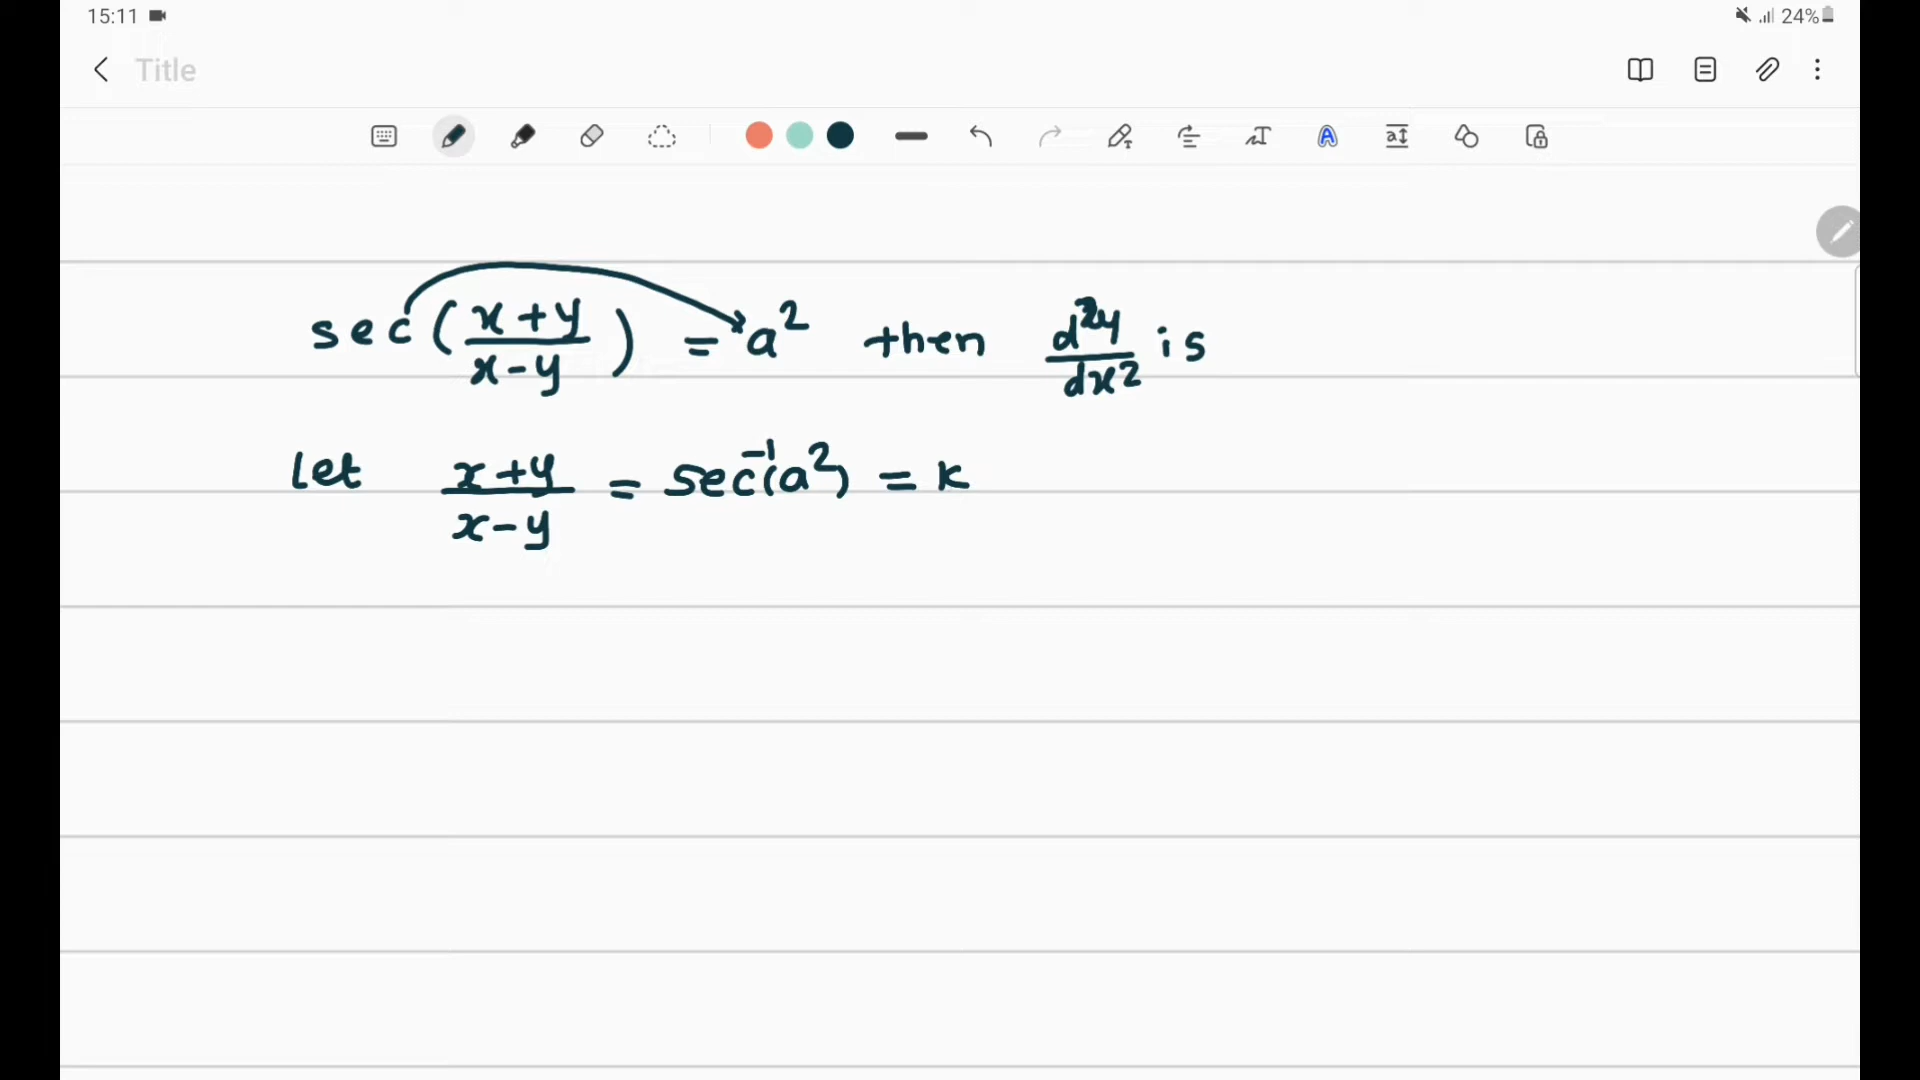 15:11 24%
Title
sec(x+y/x-y) = a² then d²y/dx² is
let x+y/x-y = sec⁻¹(a²) = k